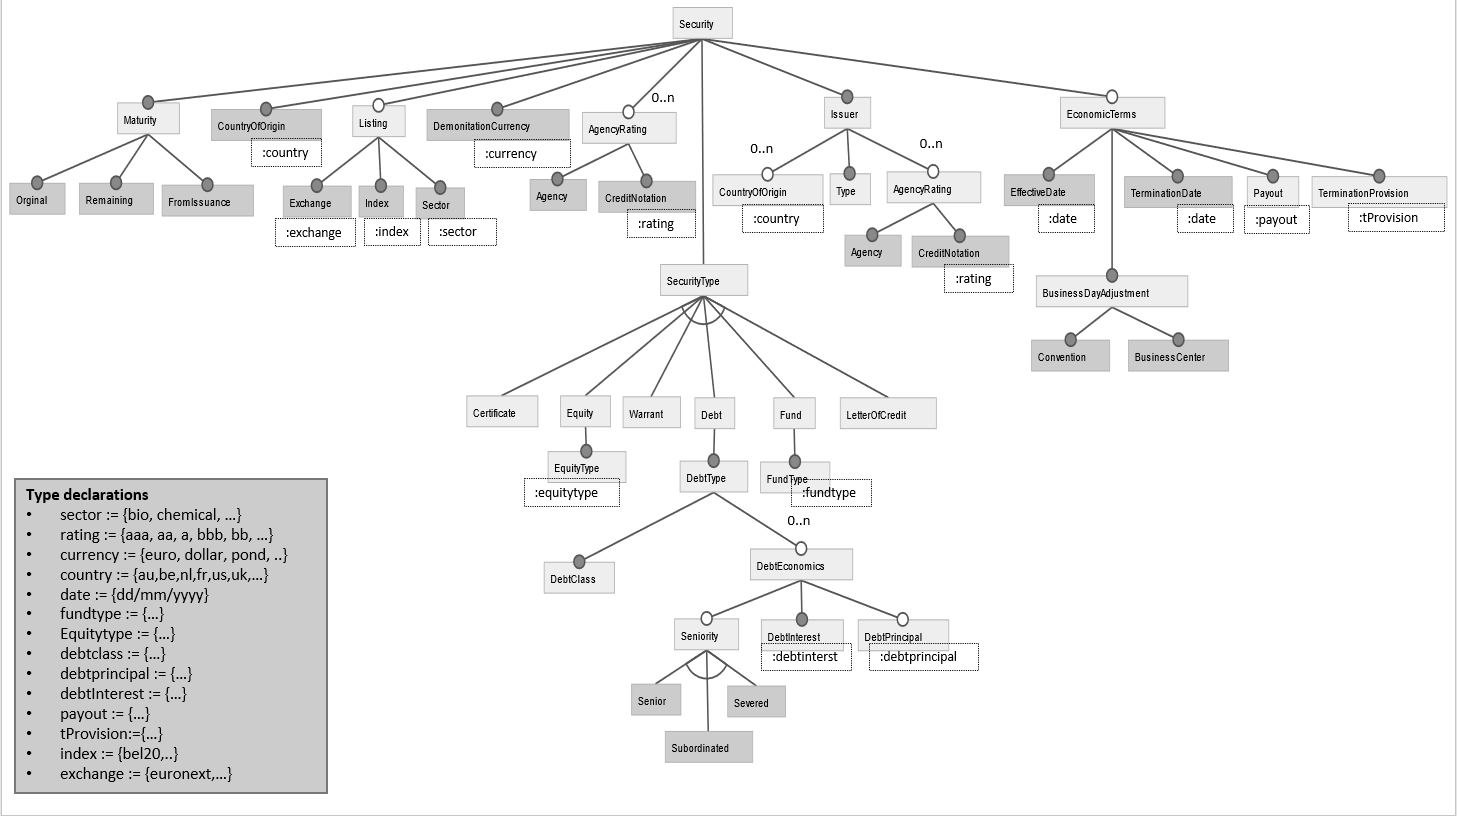 Security
0..n
Maturity
CountryOfOrigin
:country
Listing
DemonitationCurrency
:currency
AgencyRating
Issuer
EconomicTerms
0..n
0..n
Orginal
Remaining
FromIssuance
Exchange
:exchange
Index
:index
Sector
:sector
Agency
CreditNotation
:rating
CountryOfOrigin
:country
Type
AgencyRating
EffectiveDate
:date
TerminationDate
:date
Payout
:payout
TerminationProvision
:tProvision
Agency
CreditNotation
:rating
SecurityType
BusinessDayAdjustment
Convention
BusinessCenter
Certificate
Equity
Warrant
Debt
Fund
LetterOfCredit
EquityType
:equitytype
DebtType
FundType
:fundtype
0..n
DebtClass
DebtEconomics
Seniority
DebtInterest
:debtinterst
DebtPrincipal
:debtprincipal
Senior
Severed
Subordinated
Type declarations
• sector := {bio, chemical, ...}
• rating := {aaa, aa, a, bbb, bb, ...}
• currency := {euro, dollar, pond, ..}
• country := {au,be,nl,fr,us,uk,...}
• date := {dd/mm/yyyy}
• fundtype := {...}
• Equitytype := {...}
• debtclass := {...}
• debtprincipal := {...}
• debtInterest := {...}
• payout := {...}
• tProvision:={...}
• index := {bel20,..}
• exchange := {euronext,...}